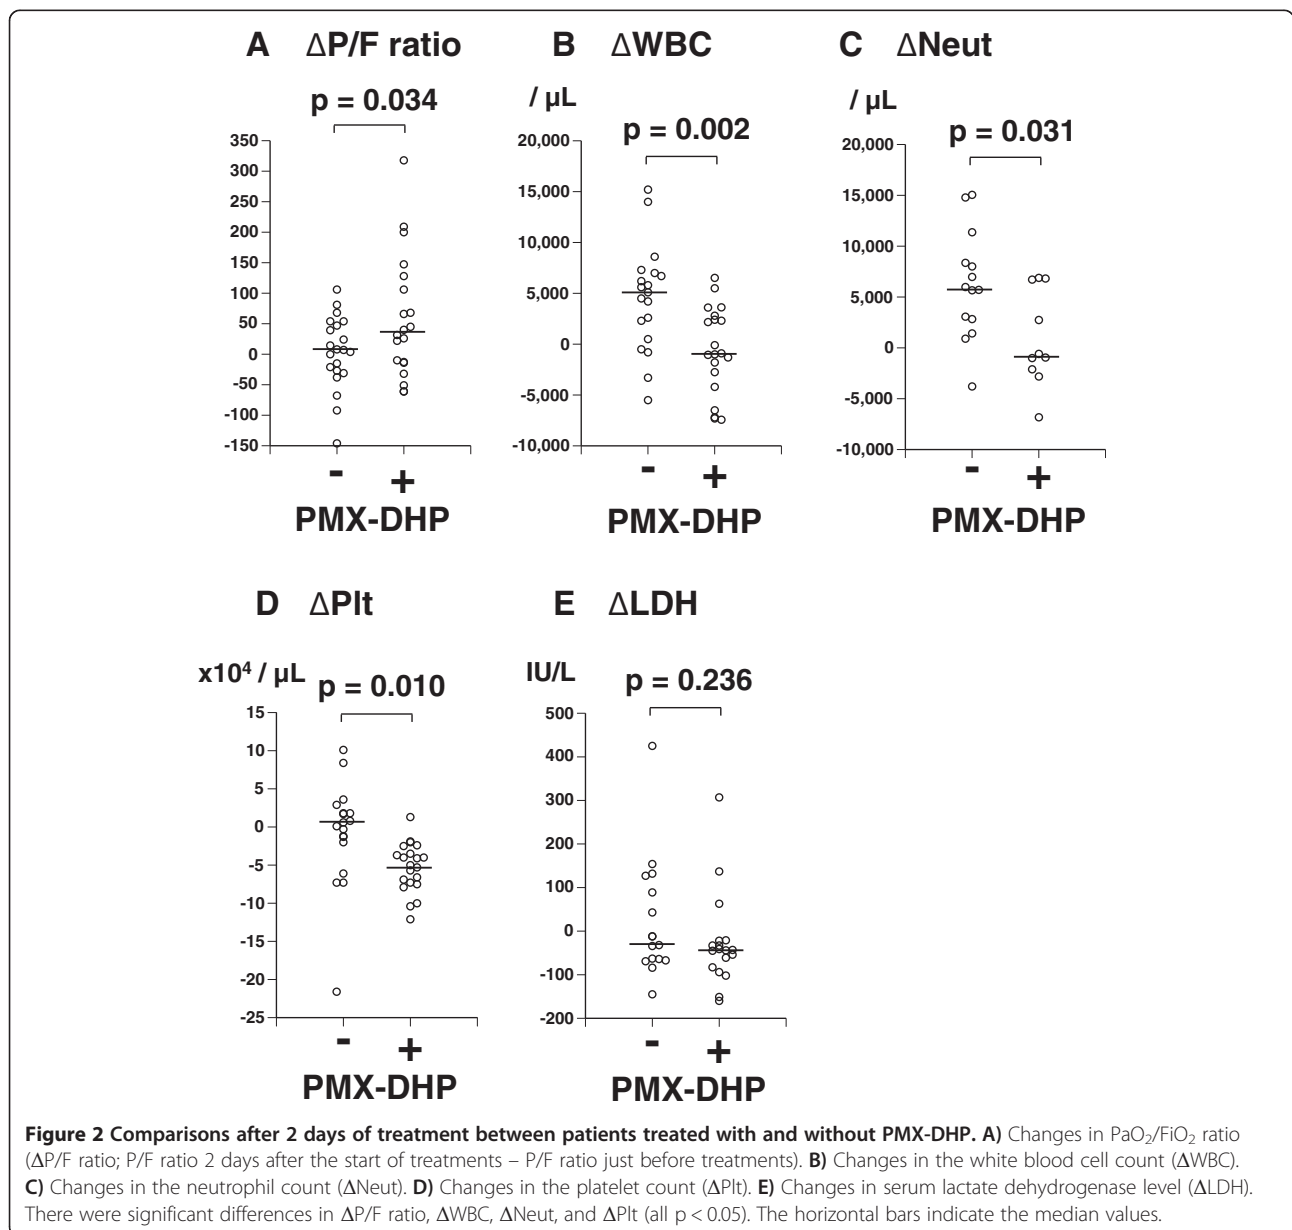 A ΔP/F ratio
p = 0.034
350
300
250
200
150
100
50
0
-50
-100
-150
- +
PMX-DHP
B ΔWBC
/ µL
p = 0.002
20,000
15,000
10,000
5,000
0
-5,000
-10,000
- +
PMX-DHP
C ΔNeut
/ µL
p = 0.031
20,000
15,000
10,000
5,000
0
-5,000
-10,000
- +
PMX-DHP
D ΔPlt
x10⁴ / µL
p = 0.010
15
10
5
0
-5
-10
-15
-20
-25
- +
PMX-DHP
E ΔLDH
IU/L
p = 0.236
500
400
300
200
100
0
-100
-200
- +
PMX-DHP
Figure 2 Comparisons after 2 days of treatment between patients treated with and without PMX-DHP. A) Changes in PaO₂/FiO₂ ratio
(ΔP/F ratio; P/F ratio 2 days after the start of treatments – P/F ratio just before treatments). B) Changes in the white blood cell count (ΔWBC).
C) Changes in the neutrophil count (ΔNeut). D) Changes in the platelet count (ΔPlt). E) Changes in serum lactate dehydrogenase level (ΔLDH).
There were significant differences in ΔP/F ratio, ΔWBC, ΔNeut, and ΔPlt (all p < 0.05). The horizontal bars indicate the median values.